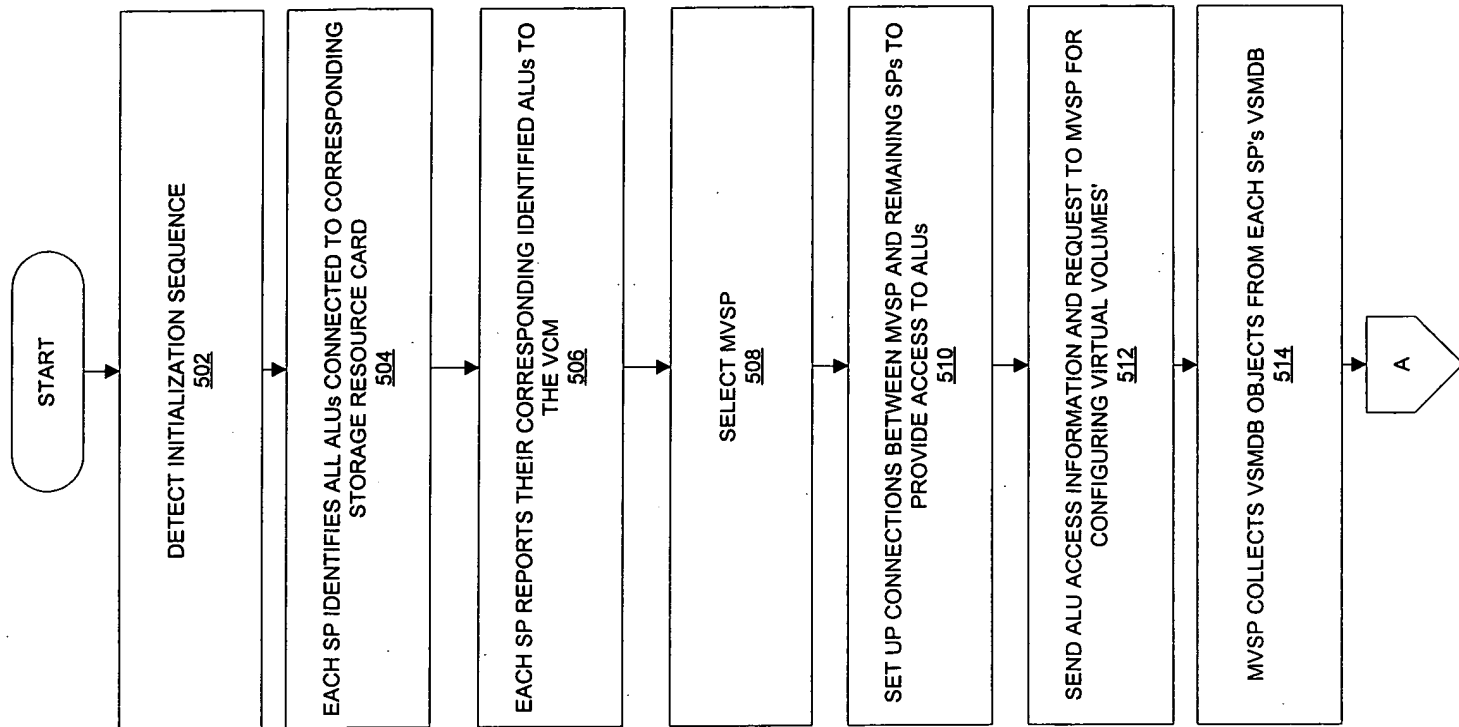 START
DETECT INITIALIZATION SEQUENCE
502
EACH SP IDENTIFIES ALL ALUs CONNECTED TO CORRESPONDING
STORAGE RESOURCE CARD
504
EACH SP REPORTS THEIR CORRESPONDING IDENTIFIED ALUs TO
THE VCM
506
SELECT MVSP
508
SET UP CONNECTIONS BETWEEN MVSP AND REMAINING SPs TO
PROVIDE ACCESS TO ALUs
510
SEND ALU ACCESS INFORMATION AND REQUEST TO MVSP FOR
CONFIGURING VIRTUAL VOLUMES'
512
MVSP COLLECTS VSMDB OBJECTS FROM EACH SP's VSMDB
514
A